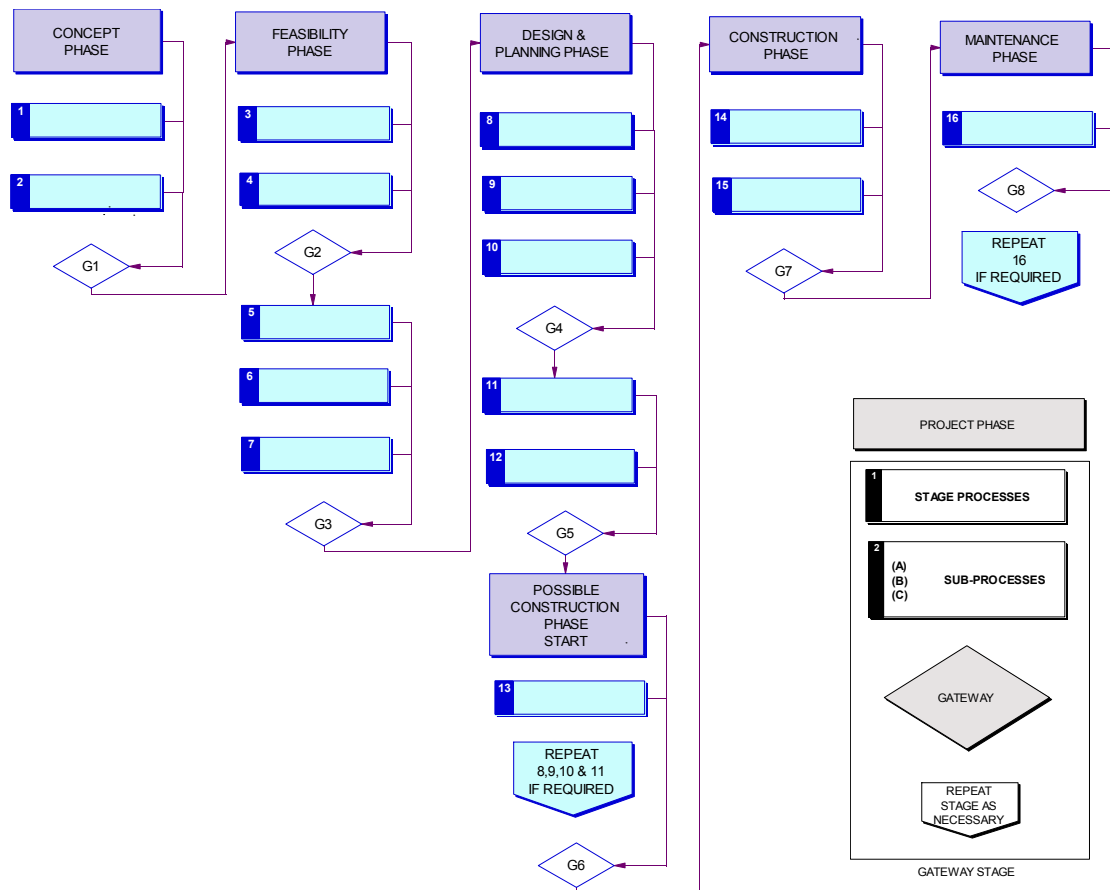 CONCEPT
PHASE
1
2
G1
FEASIBILITY
PHASE
3
4
G2
5
6
7
G3
DESIGN &
PLANNING PHASE
8
9
10
G4
11
12
G5
POSSIBLE
CONSTRUCTION
PHASE
START
13
REPEAT
8,9,10 & 11
IF REQUIRED
G6
CONSTRUCTION
PHASE
14
15
G7
MAINTENANCE
PHASE
16
G8
REPEAT
16
IF REQUIRED
PROJECT PHASE
1
STAGE PROCESSES
2
(A)
(B) SUB-PROCESSES
(C)
GATEWAY
REPEAT
STAGE AS
NECESSARY
GATEWAY STAGE